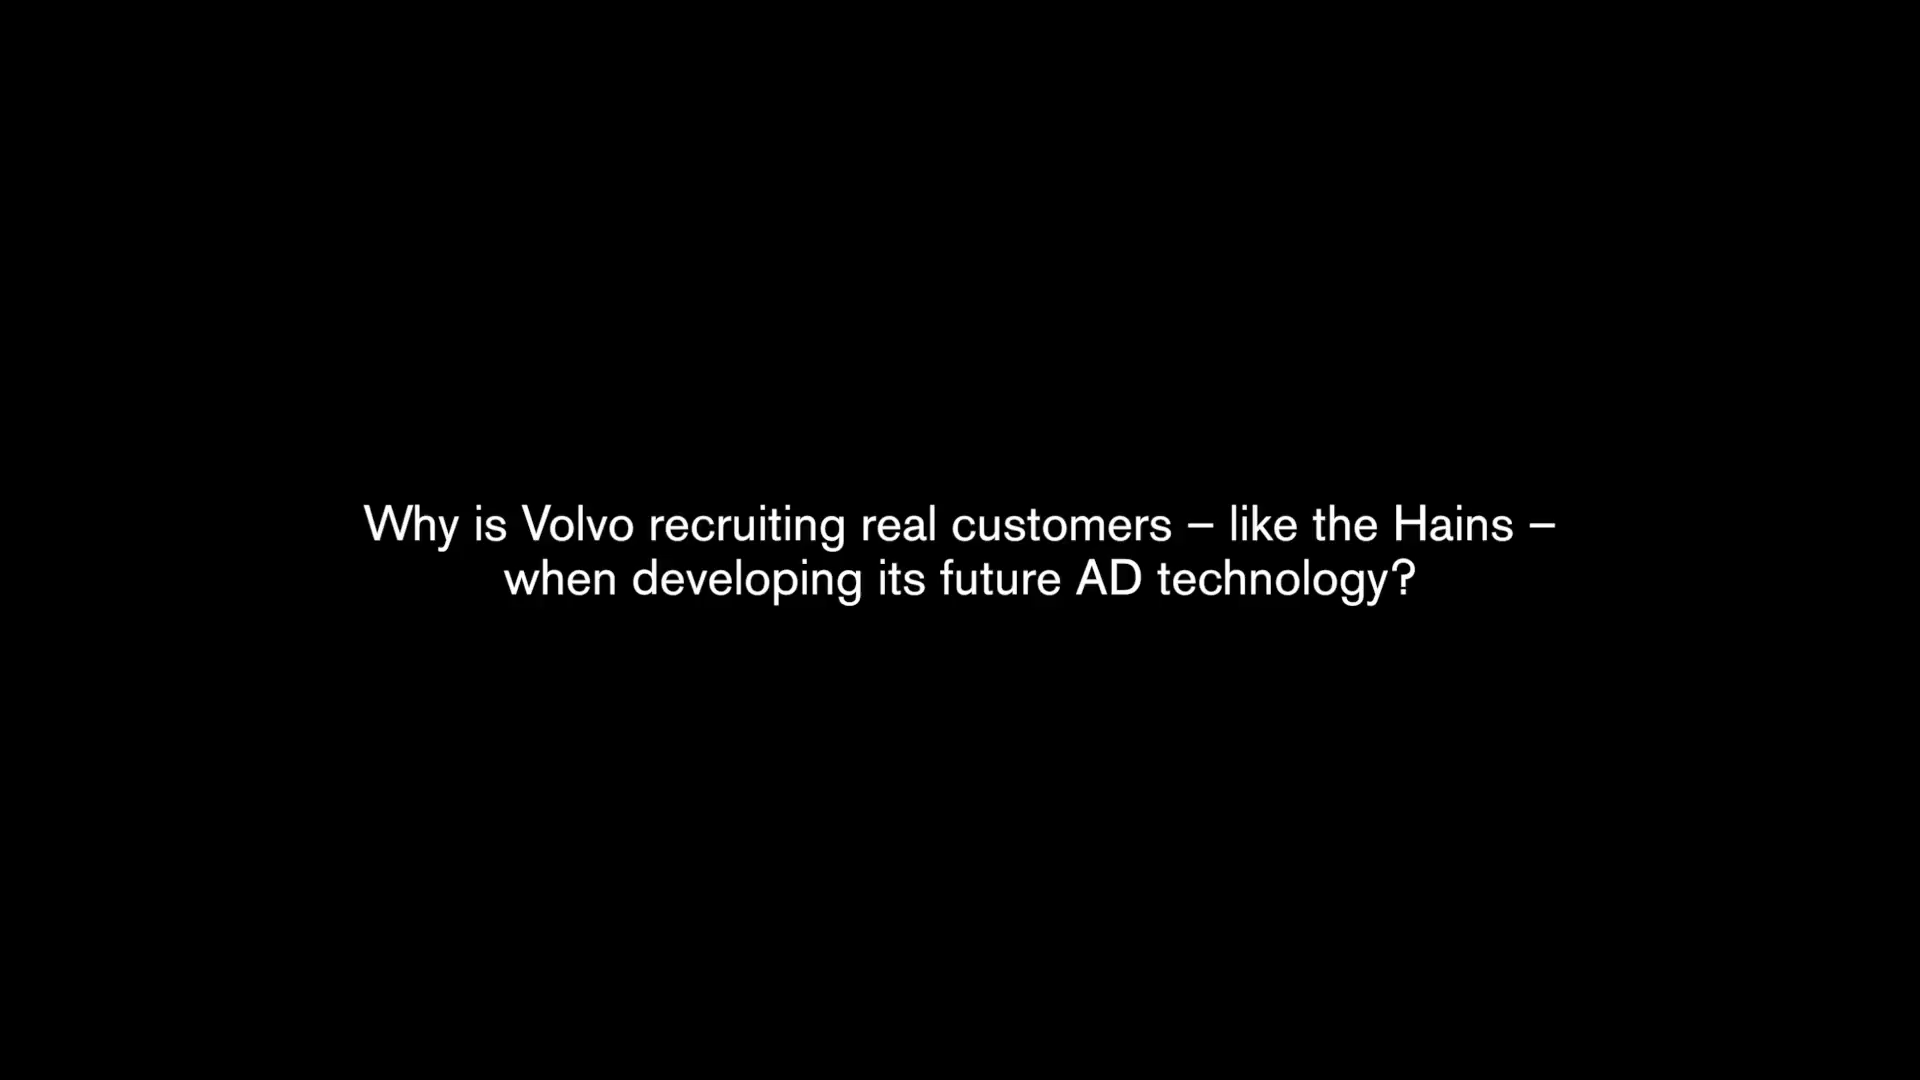 Why is Volvo recruiting real customers – like the Hains –
when developing its future AD technology?